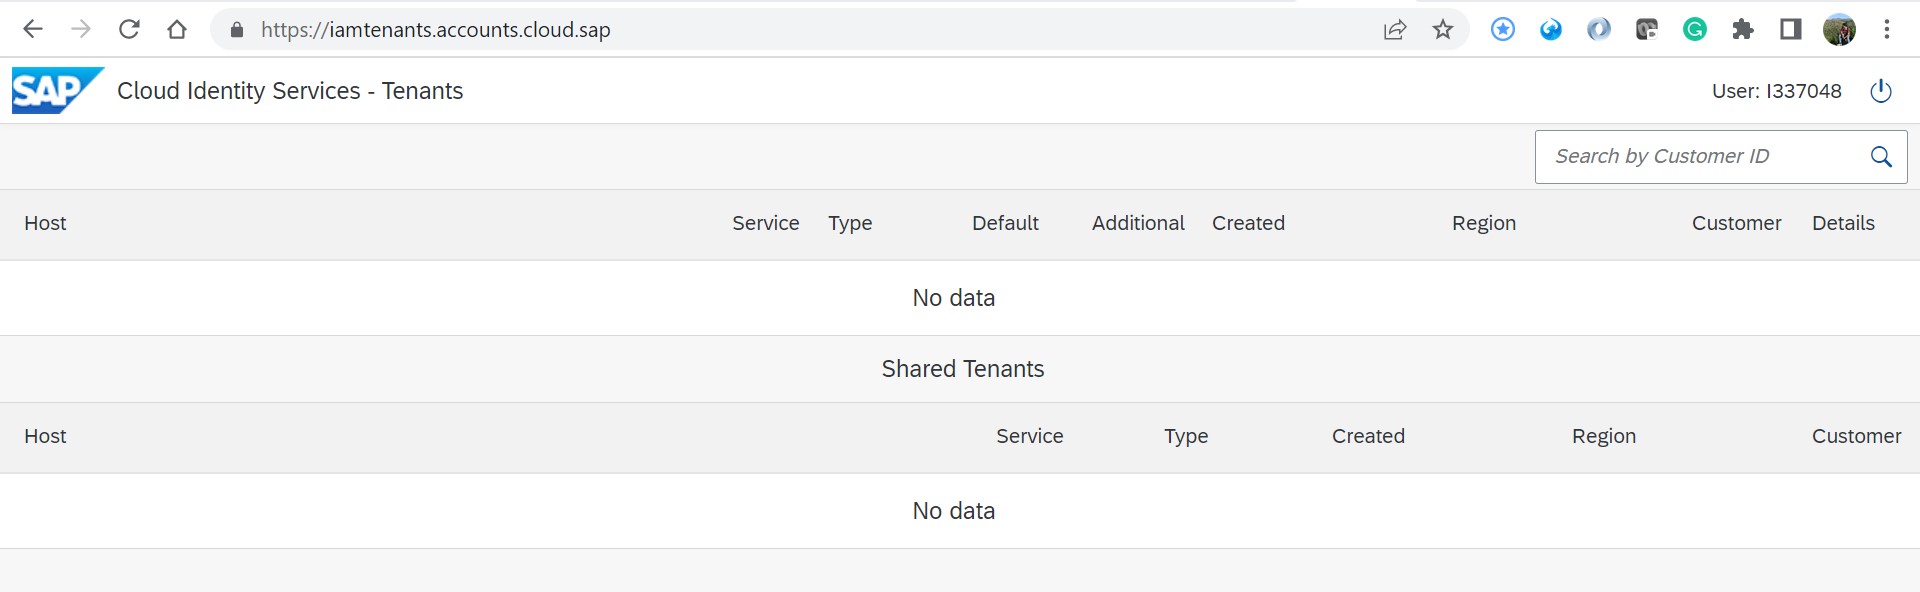 https://iamtenants.accounts.cloud.sap
SAP Cloud Identity Services - Tenants User: I337048
Search by Customer ID
Host Service Type Default Additional Created Region Customer Details
No data
Shared Tenants
Host Service Type Created Region Customer
No data